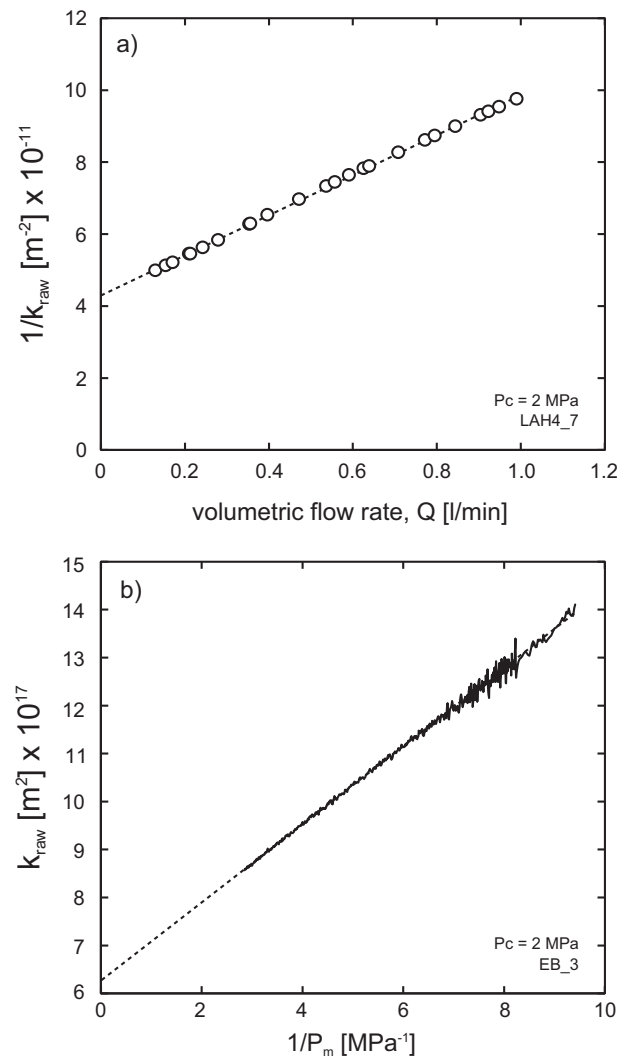 a)
12
10
8
6
4
2
0
1/k_raw [m^-2] x 10^-11
0 0.2 0.4 0.6 0.8 1.0 1.2
volumetric flow rate, Q [l/min]
Pc = 2 MPa
LAH4_7
b)
15
14
13
12
11
10
9
8
7
6
k_raw [m^2] x 10^17
0 2 4 6 8 10
1/P_m [MPa^-1]
Pc = 2 MPa
EB_3